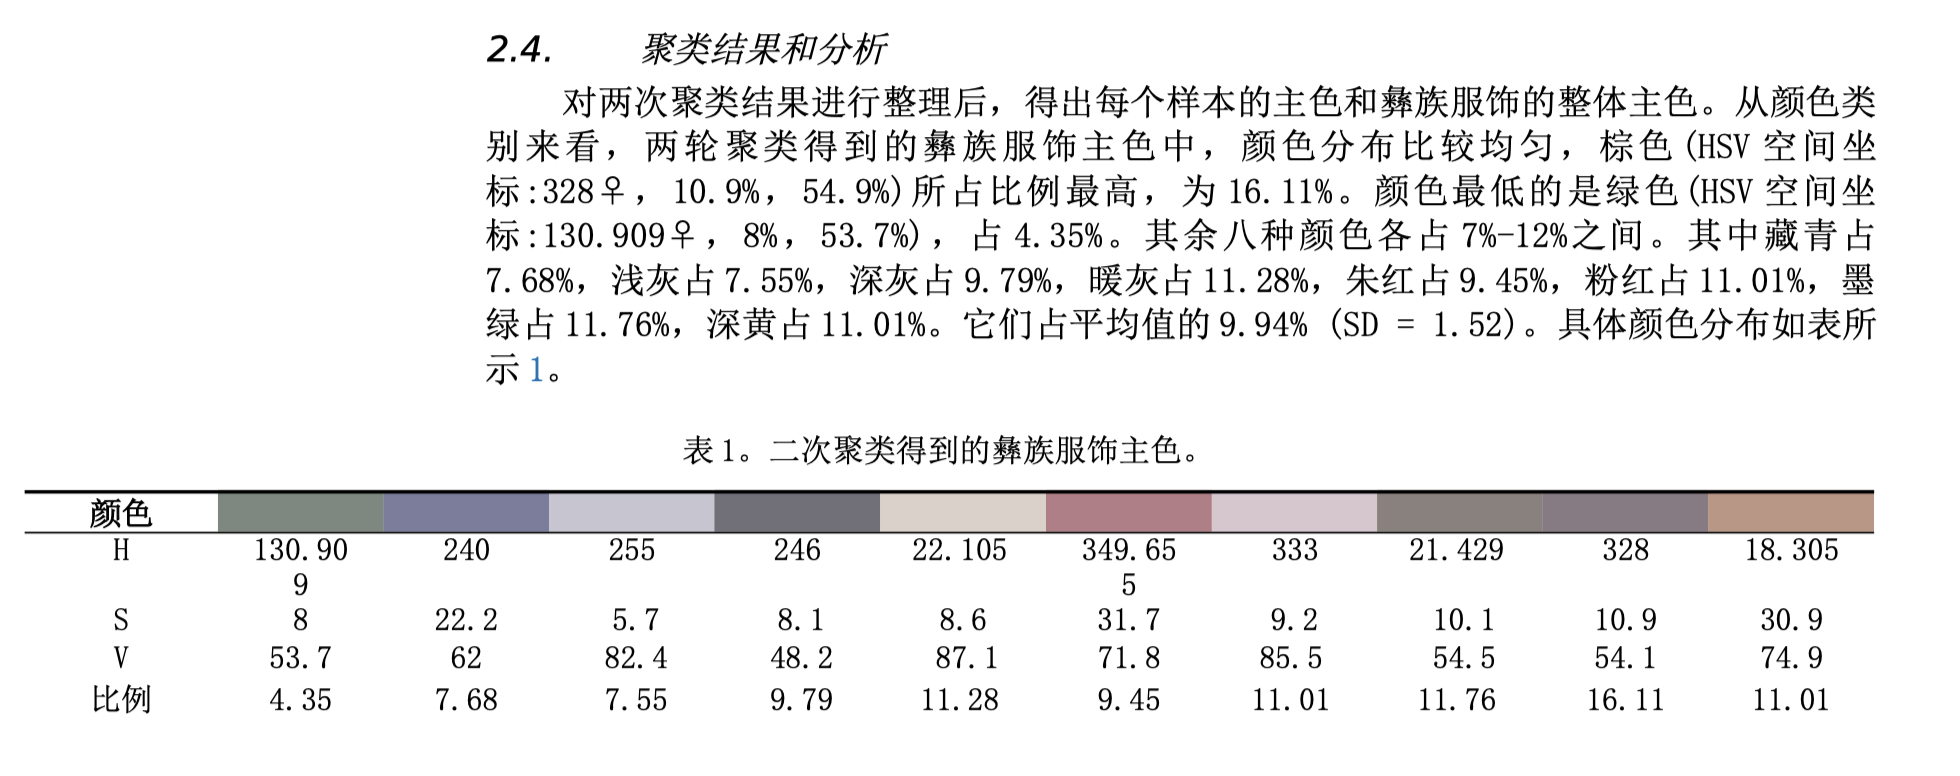 2.4. 聚类结果和分析
对两次聚类结果进行整理后，得出每个样本的主色和彝族服饰的整体主色。从颜色类
别来看，两轮聚类得到的彝族服饰主色中，颜色分布比较均匀，棕色(HSV 空间坐
标:328♀, 10.9%, 54.9%)所占比例最高，为 16.11%。颜色最低的是绿色(HSV 空间坐
标:130.909♀, 8%, 53.7%), 占 4.35%。其余八种颜色各占 7%-12%之间。其中藏青占
7.68%，浅灰占 7.55%，深灰占 9.79%，暖灰占 11.28%，朱红占 9.45%，粉红占 11.01%，墨
绿占 11.76%，深黄占 11.01%。它们占平均值的 9.94% (SD = 1.52)。具体颜色分布如表所
示 1。
表 1。二次聚类得到的彝族服饰主色。
颜色
H 130.90 240 255 246 22.105 349.65 333 21.429 328 18.305
9 5
S 8 22.2 5.7 8.1 8.6 31.7 9.2 10.1 10.9 30.9
V 53.7 62 82.4 48.2 87.1 71.8 85.5 54.5 54.1 74.9
比例 4.35 7.68 7.55 9.79 11.28 9.45 11.01 11.76 16.11 11.01